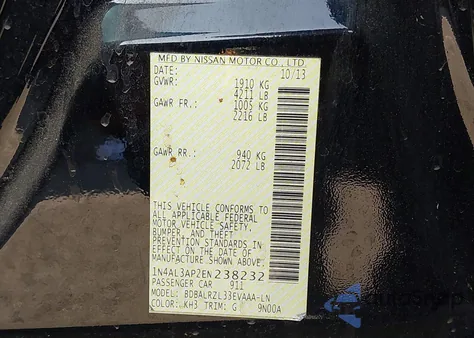 MFD BY NISSAN MOTOR CO., LTD
DATE: 10/13
GVWR: 1910 KG
4211 LB
GAWR FR.: 1005 KG
2216 LB
GAWR RR.: 940 KG
2072 LB
THIS VEHICLE CONFORMS TO
ALL APPLICABLE FEDERAL
MOTOR VEHICLE SAFETY,
BUMPER, AND THEFT
PREVENTION STANDARDS IN
EFFECT ON THE DATE OF
MANUFACTURE SHOWN ABOVE.
1N4AL3AP2EN238232
PASSENGER CAR 911
MODEL: BDBALRZL33EVAAA-LN
COLOR: KH3 TRIM: G 9N00A